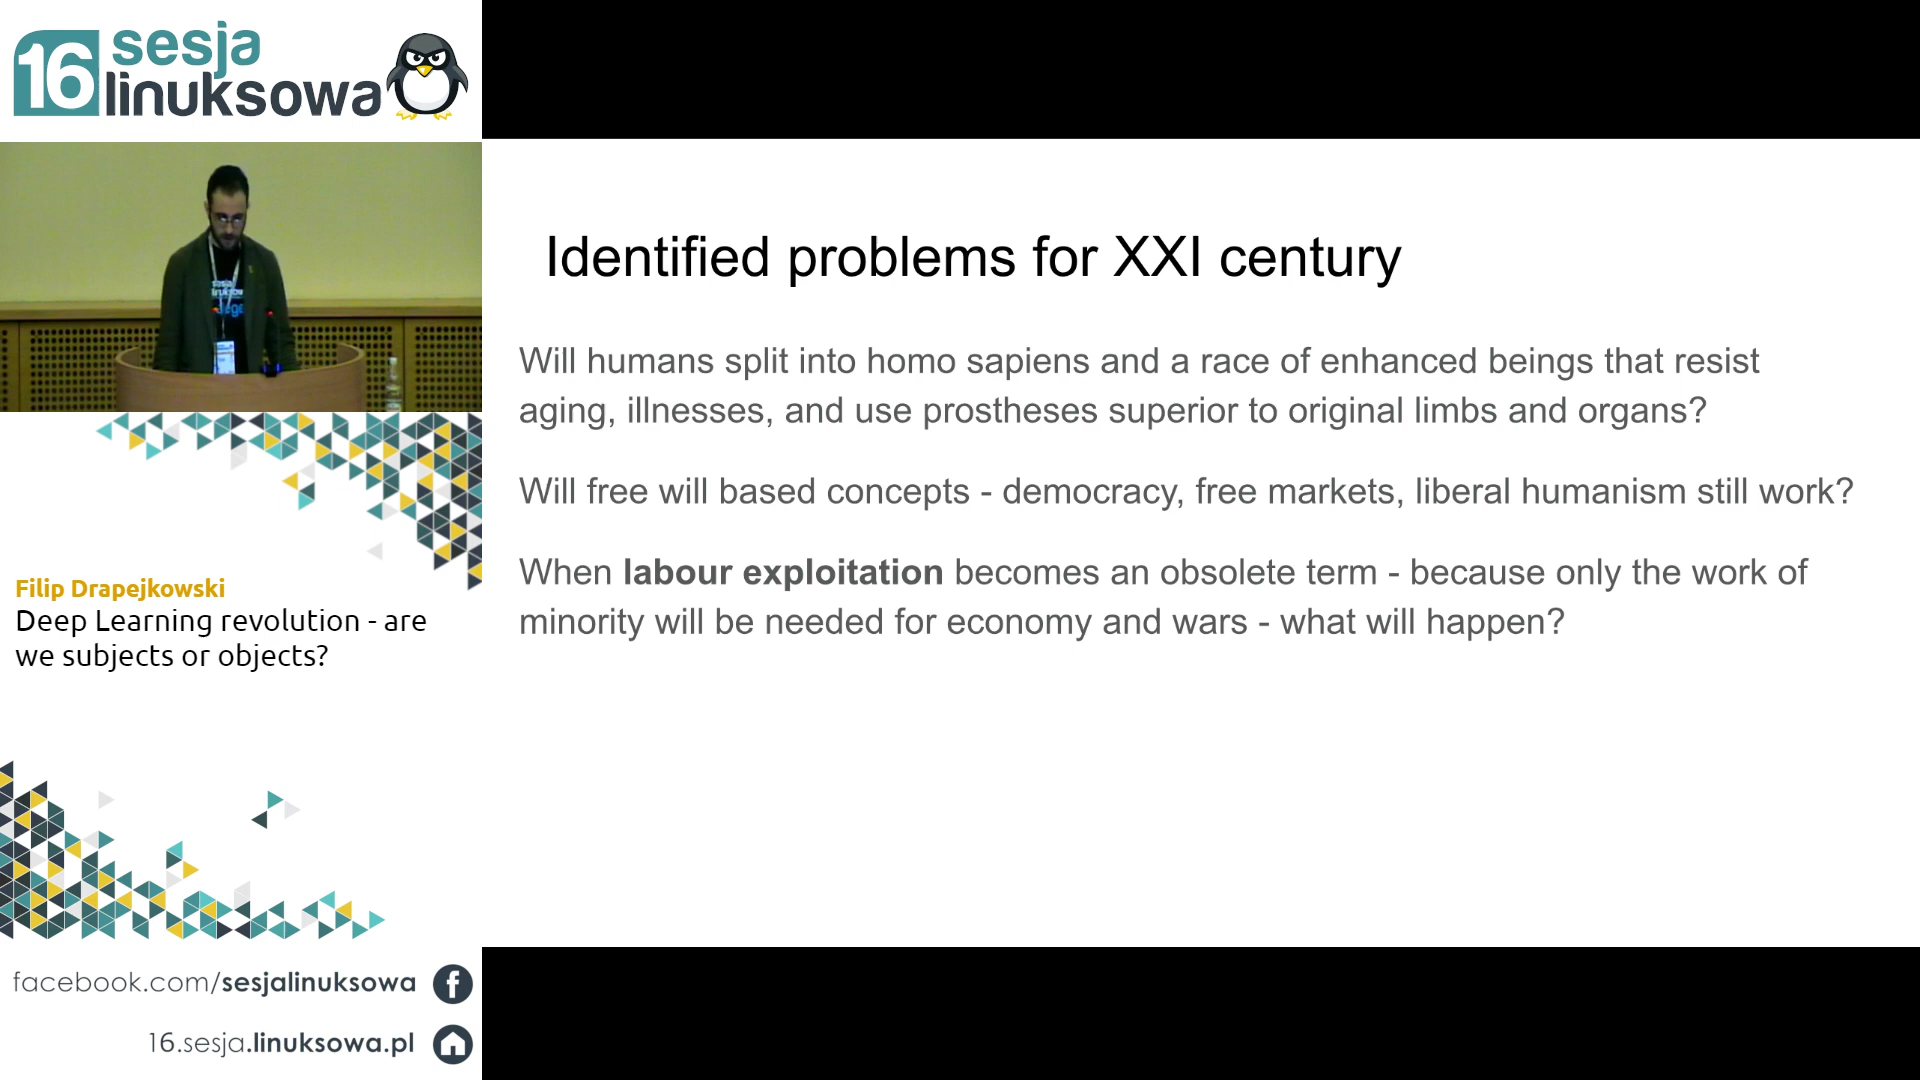 16 sesja
linuksowa
sesja
Filip Drapejkowski
Deep Learning revolution - are
we subjects or objects?
facebook.com/sesjalinuksowa
16.sesja.linuksowa.pl
Identified problems for XXI century
Will humans split into homo sapiens and a race of enhanced beings that resist
aging, illnesses, and use prostheses superior to original limbs and organs?
Will free will based concepts - democracy, free markets, liberal humanism still work?
When labour exploitation becomes an obsolete term - because only the work of
minority will be needed for economy and wars - what will happen?